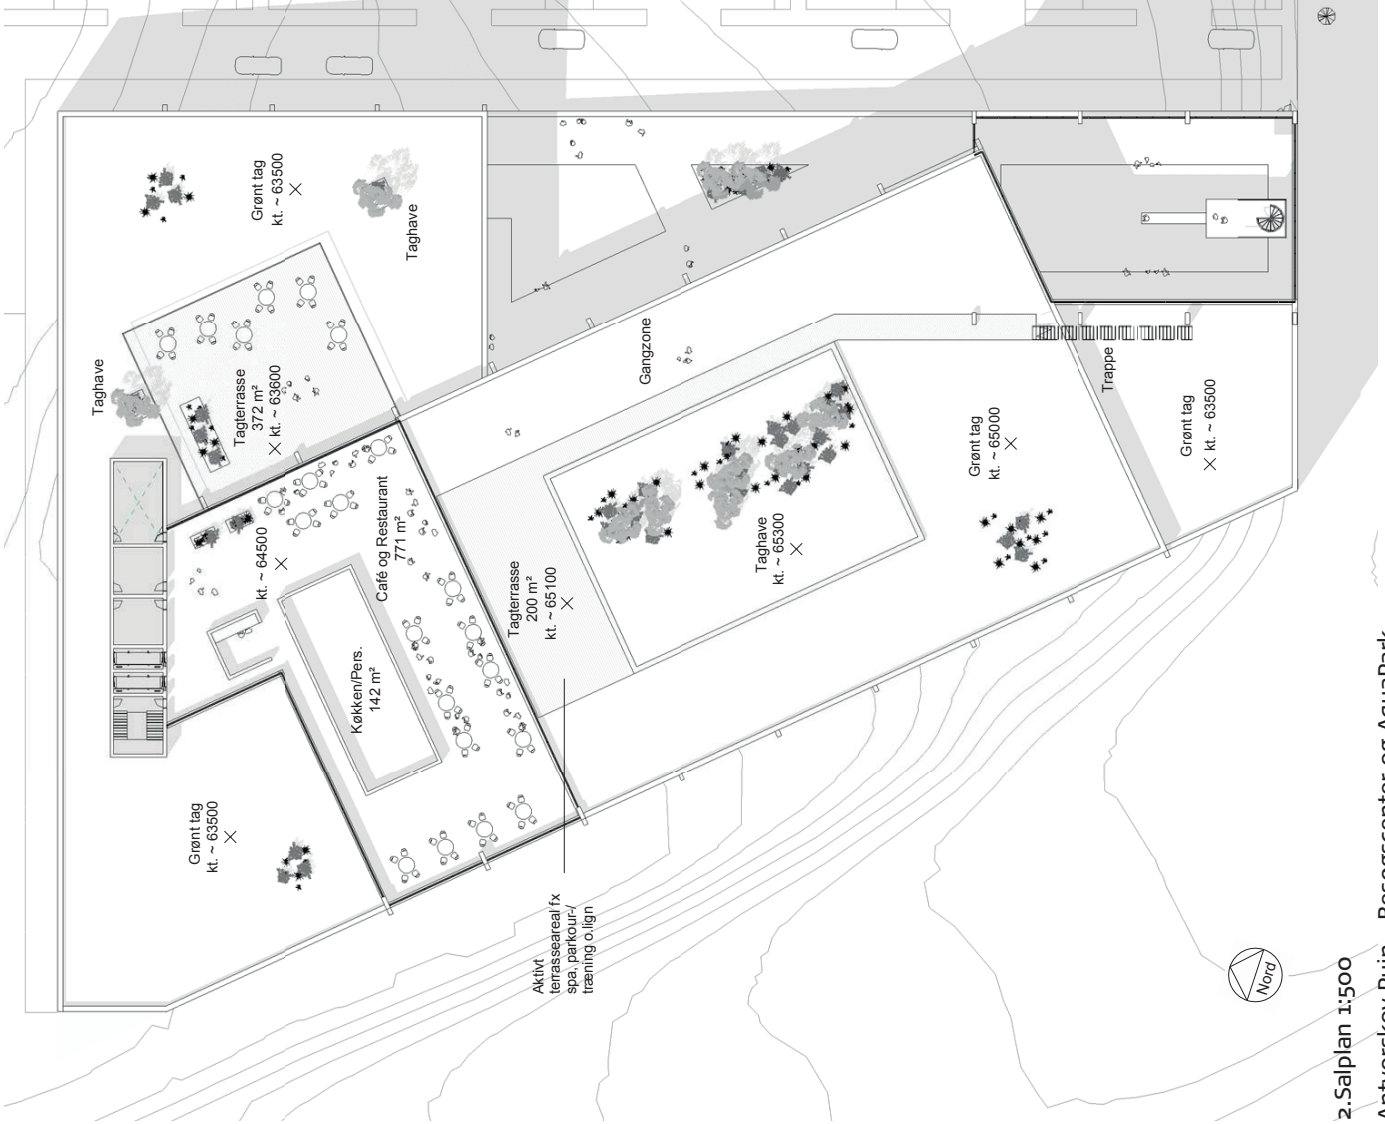 Grønt tag
kt. ~ 63500
Taghave
Taghave
Tagterrasse
372 m²
kt. ~ 63600
kt. ~ 64500
Café og Restaurant
771 m²
Køkken/Pers.
142 m²
Grønt tag
kt. ~ 63500
Gangzone
Tagterrasse
200 m²
kt. ~ 65100
Taghave
kt. ~ 65300
Aktivt
terrasseareal fx
spa, parkour-/
træning o.lign
Grønt tag
kt. ~ 65000
Trappe
Grønt tag
kt. ~ 63500
Nord
2.Salplan 1:500
Antvorskov Ruin Besøgscenter og AquaPark